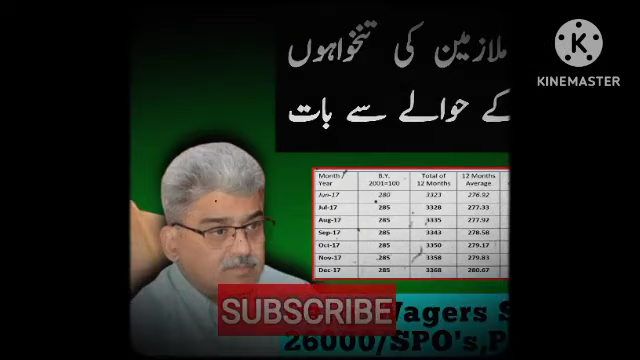 ملازمین کی تنخواہوں
کے حوالے سے بات
KINEMASTER
Month Year B.Y. 2001=100 Total of 12 Months 12 Months Average
Jun-17 280 3323 276.92
Jul-17 285 3328 277.33
Aug-17 285 3335 277.92
Sep-17 285 3343 278.58
Oct-17 285 3350 279.17
Nov-17 285 3358 279.83
Dec-17 285 3368 280.67
SUBSCRIBE
Wagers S
26000/SPO's,P